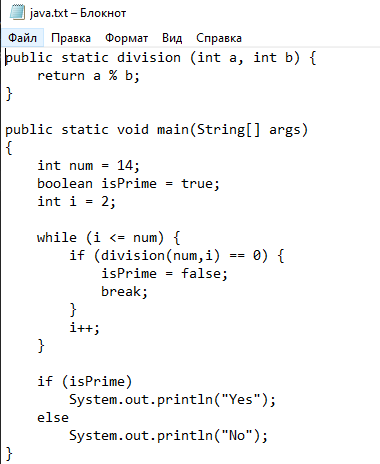 java.txt – Блокнот
Файл Правка Формат Вид Справка
public static division (int a, int b) {
    return a % b;
}

public static void main(String[] args)
{
    int num = 14;
    boolean isPrime = true;
    int i = 2;

    while (i <= num) {
        if (division(num,i) == 0) {
            isPrime = false;
            break;
        }
        i++;
    }

    if (isPrime)
        System.out.println("Yes");
    else
        System.out.println("No");
}